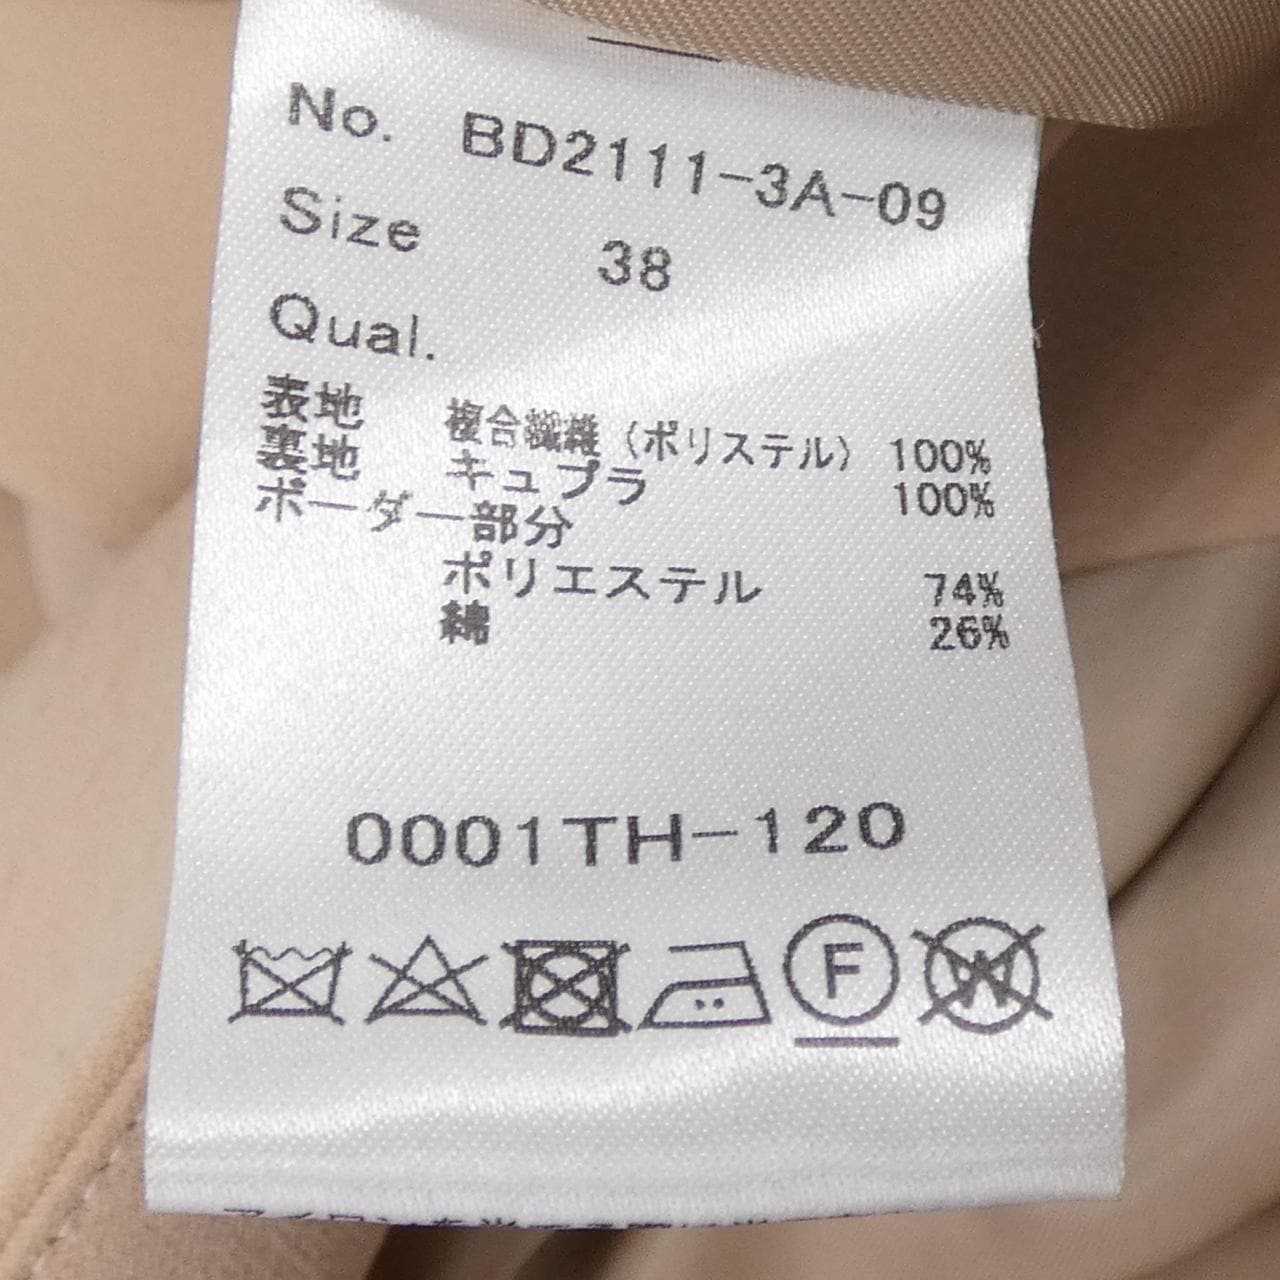 No. BD2111-3A-09
Size 38
Qual.
表地 複合繊維(ポリステル) 100%
裏地 キュプラ 100%
ボーダー部分
ポリエステル 74%
綿 26%
0001TH-120
F
W